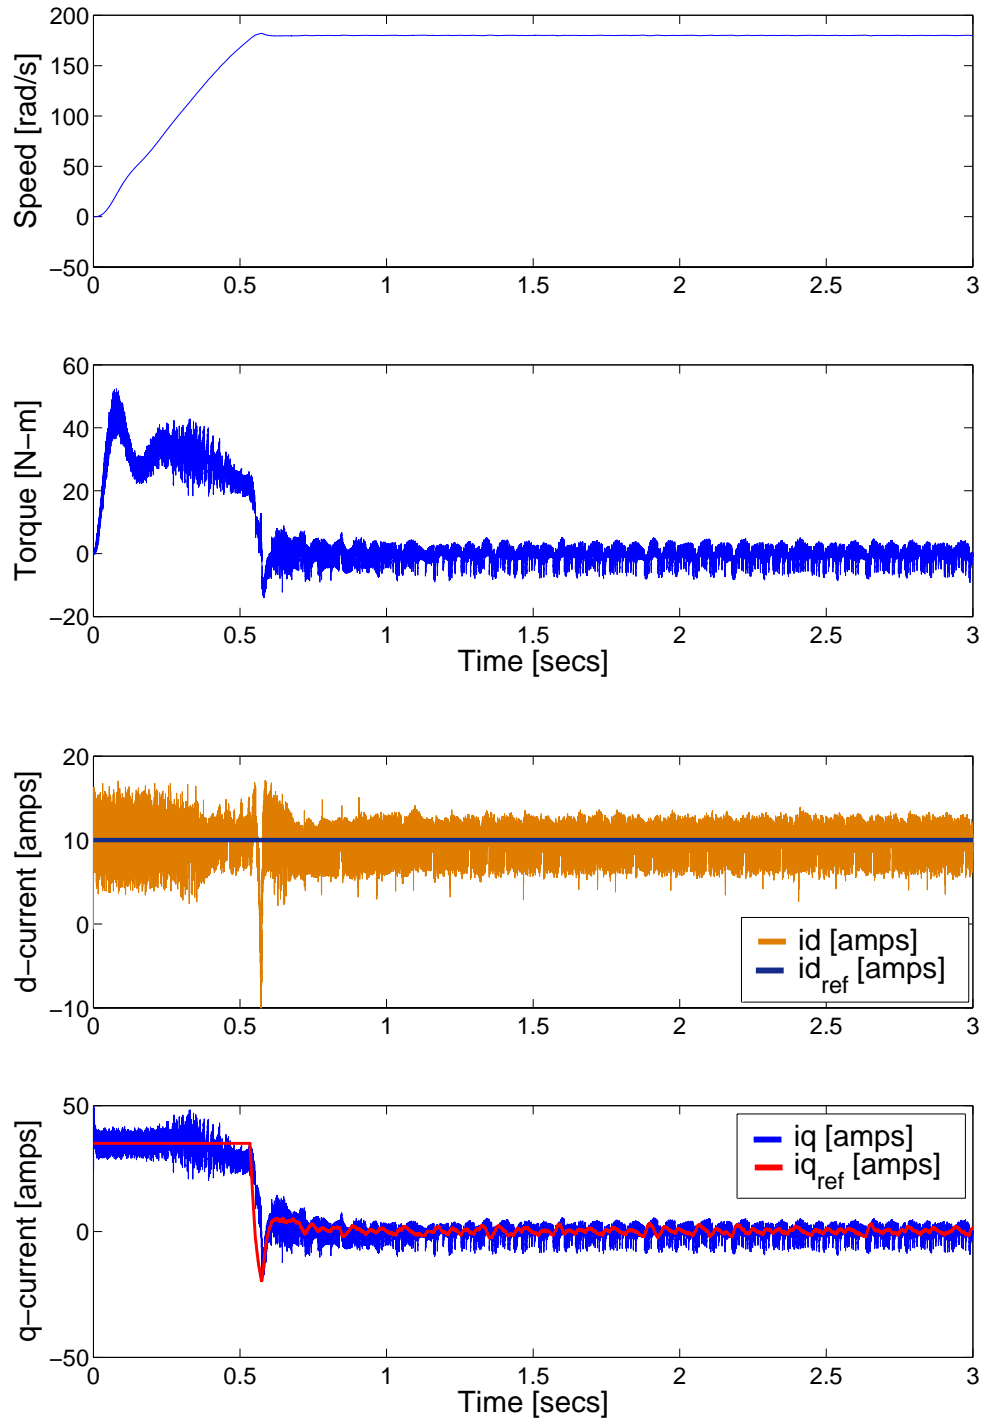 Speed [rad/s]
200
150
100
50
0
−50
0 0.5 1 1.5 2 2.5 3
Torque [N−m]
60
40
20
0
−20
0 0.5 1 1.5 2 2.5 3
Time [secs]
d−current [amps]
20
10
0
−10
id [amps]
id_ref [amps]
0 0.5 1 1.5 2 2.5 3
q−current [amps]
50
0
−50
iq [amps]
iq_ref [amps]
0 0.5 1 1.5 2 2.5 3
Time [secs]